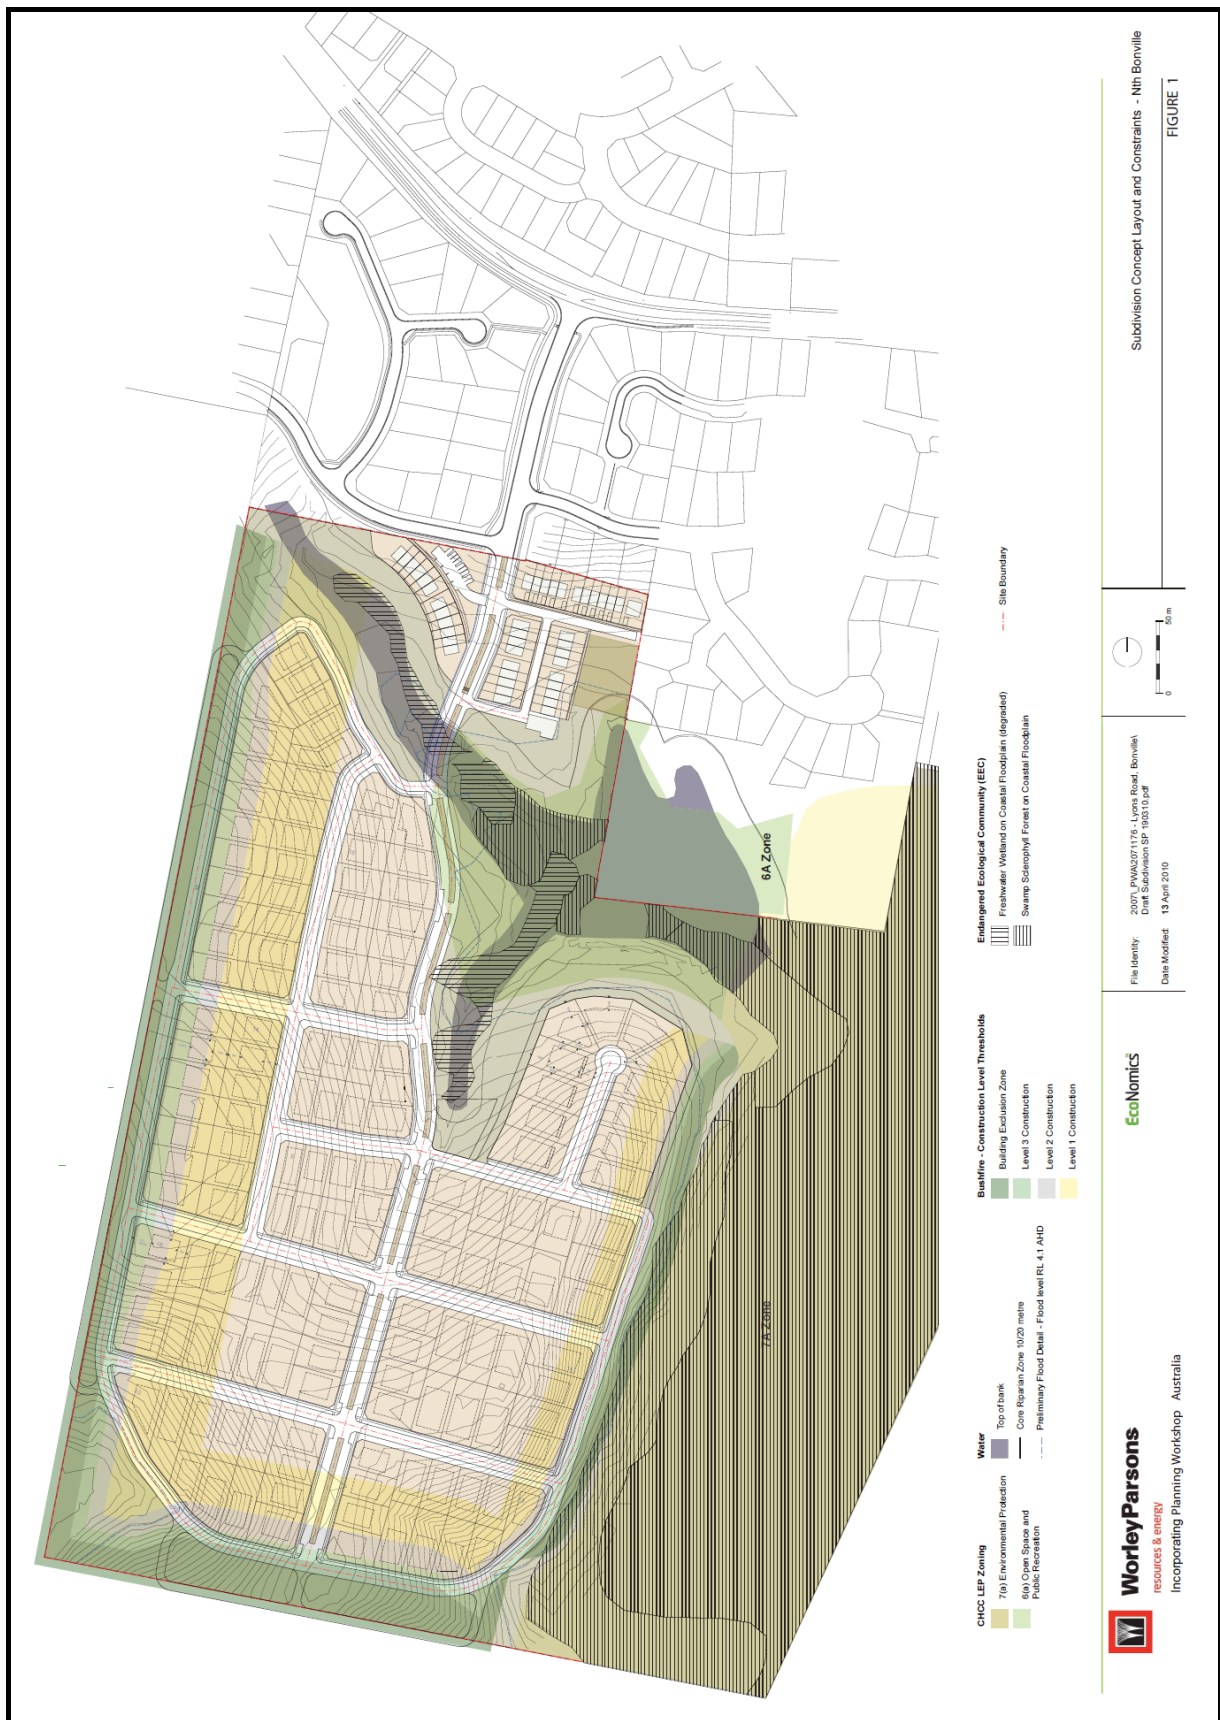 6A Zone
7A Zone
CHCC LEP Zoning
7(a) Environmental Protection
6(a) Open Space and
Public Recreation
Water
Top of bank
Core Riparian Zone 10/20 metre
Preliminary Flood Detail - Flood level RL 4.1 AHD
Bushfire - Construction Level Thresholds
Building Exclusion Zone
Level 3 Construction
Level 2 Construction
Level 1 Construction
Endangered Ecological Community (EEC)
Freshwater Wetland on Coastal Floodplain (degraded)
Swamp Sclerophyll Forest on Coastal Floodplain
Site Boundary
WorleyParsons
resources & energy
Incorporating Planning Workshop Australia
EcoNomics
File Identity: 2007\_PWA\2071176 - Lyons Road, Bonville\
Draft Subdivision SP 190310.pdf
Date Modified: 13 April 2010
0 50 m
Subdivision Concept Layout and Constraints - Nth Bonville
FIGURE 1